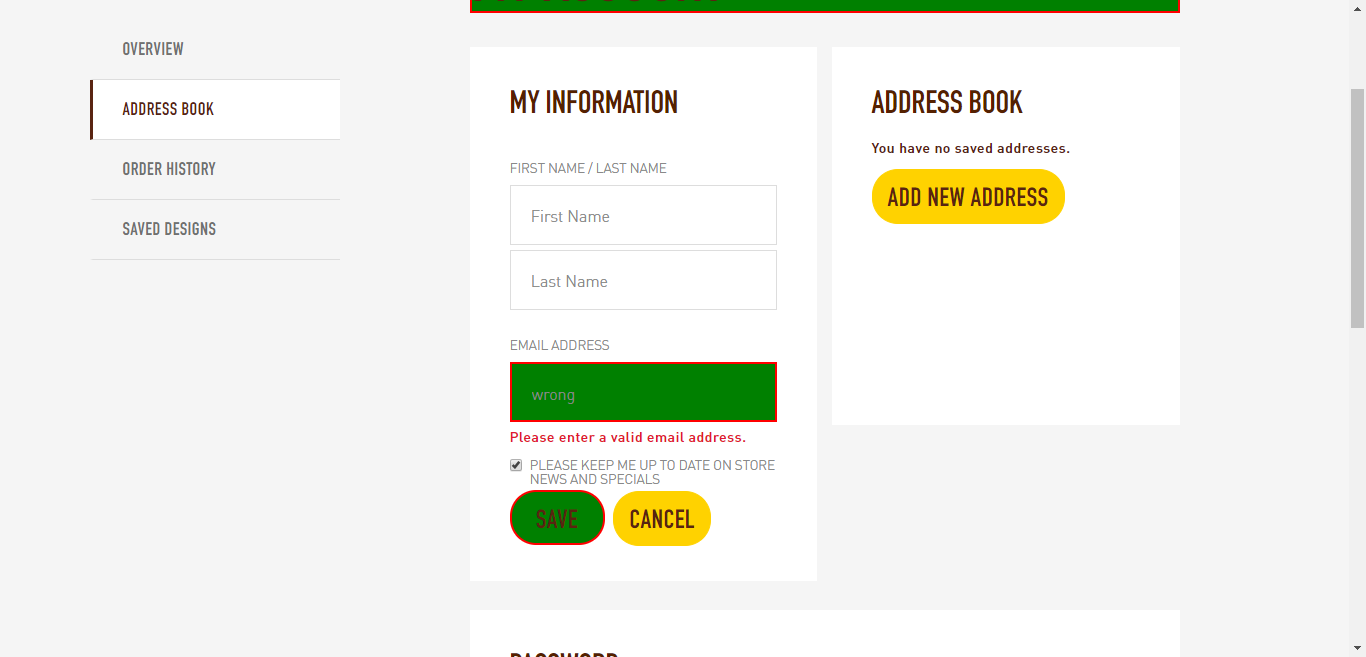 OVERVIEW
ADDRESS BOOK
ORDER HISTORY
SAVED DESIGNS
MY INFORMATION
FIRST NAME / LAST NAME
First Name
Last Name
EMAIL ADDRESS
wrong
Please enter a valid email address.
PLEASE KEEP ME UP TO DATE ON STORE
NEWS AND SPECIALS
SAVE
CANCEL
ADDRESS BOOK
You have no saved addresses.
ADD NEW ADDRESS
PASSWORD